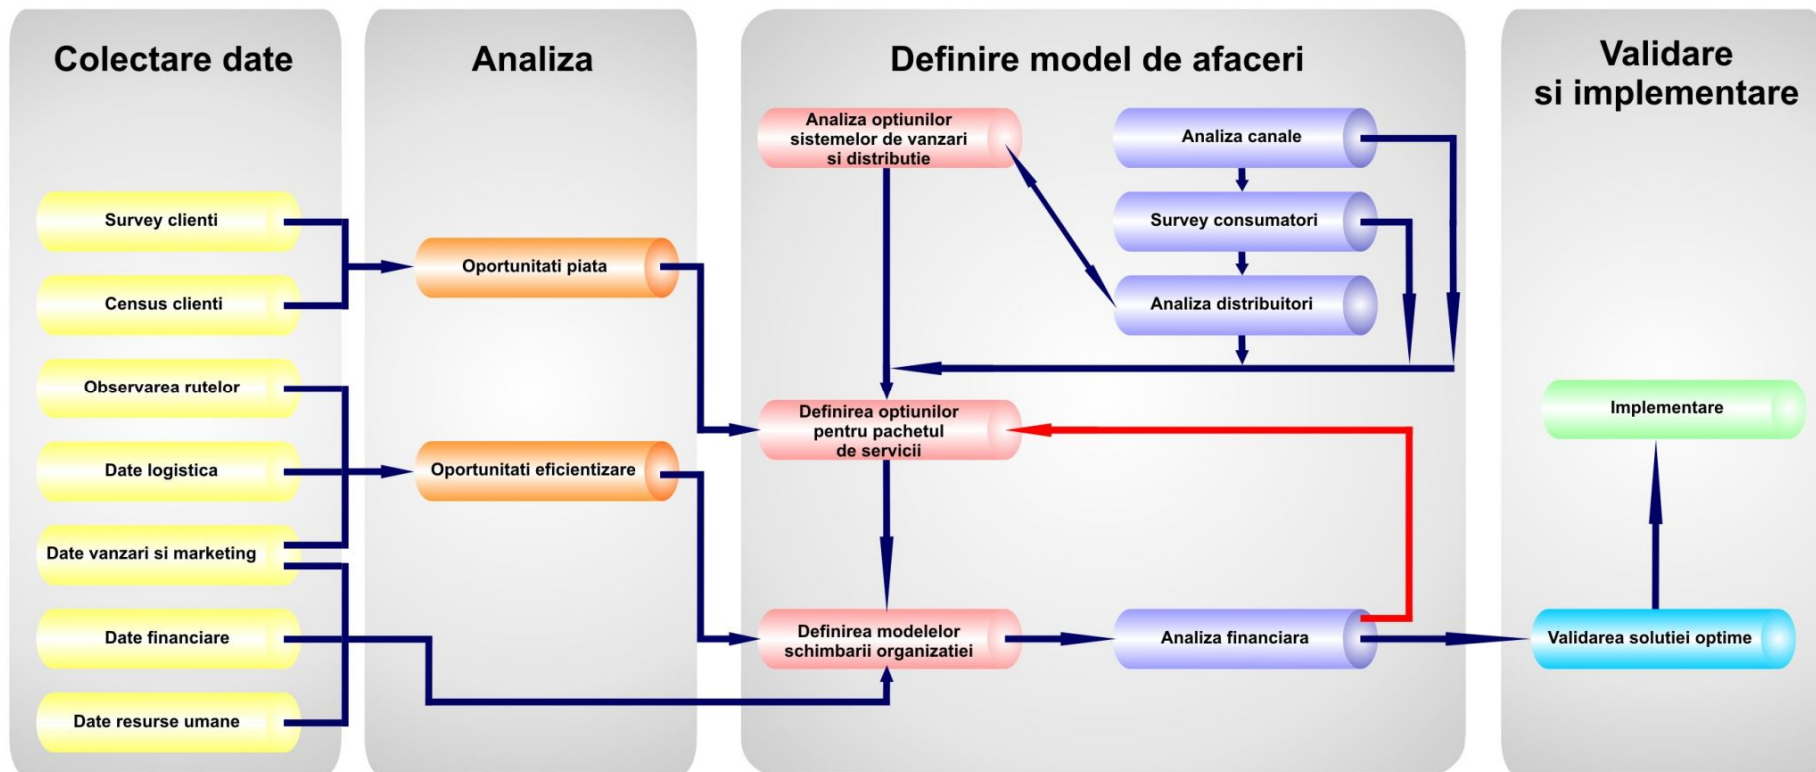 Colectare date
Survey clienti
Census clienti
Observarea rutelor
Date logistica
Date vanzari si marketing
Date financiare
Date resurse umane
Analiza
Oportunitati piata
Oportunitati eficientizare
Definire model de afaceri
Analiza optiunilor
sistemelor de vanzari
si distributie
Analiza canale
Survey consumatori
Analiza distribuitori
Definirea optiunilor
pentru pachetul
de servicii
Definirea modelelor
schimbarii organizatiei
Analiza financiara
Validare
si implementare
Implementare
Validarea solutiei optime